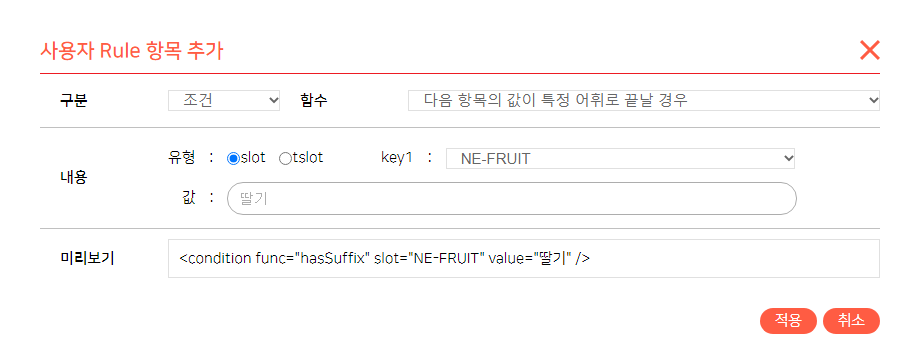 사용자 Rule 항목 추가
구분 조건 함수 다음 항목의 값이 특정 어휘로 끝날 경우
유형 : slot tslot key1 : NE-FRUIT
내용
값 : 딸기
미리보기 <condition func="hasSuffix" slot="NE-FRUIT" value="딸기" />
적용 취소